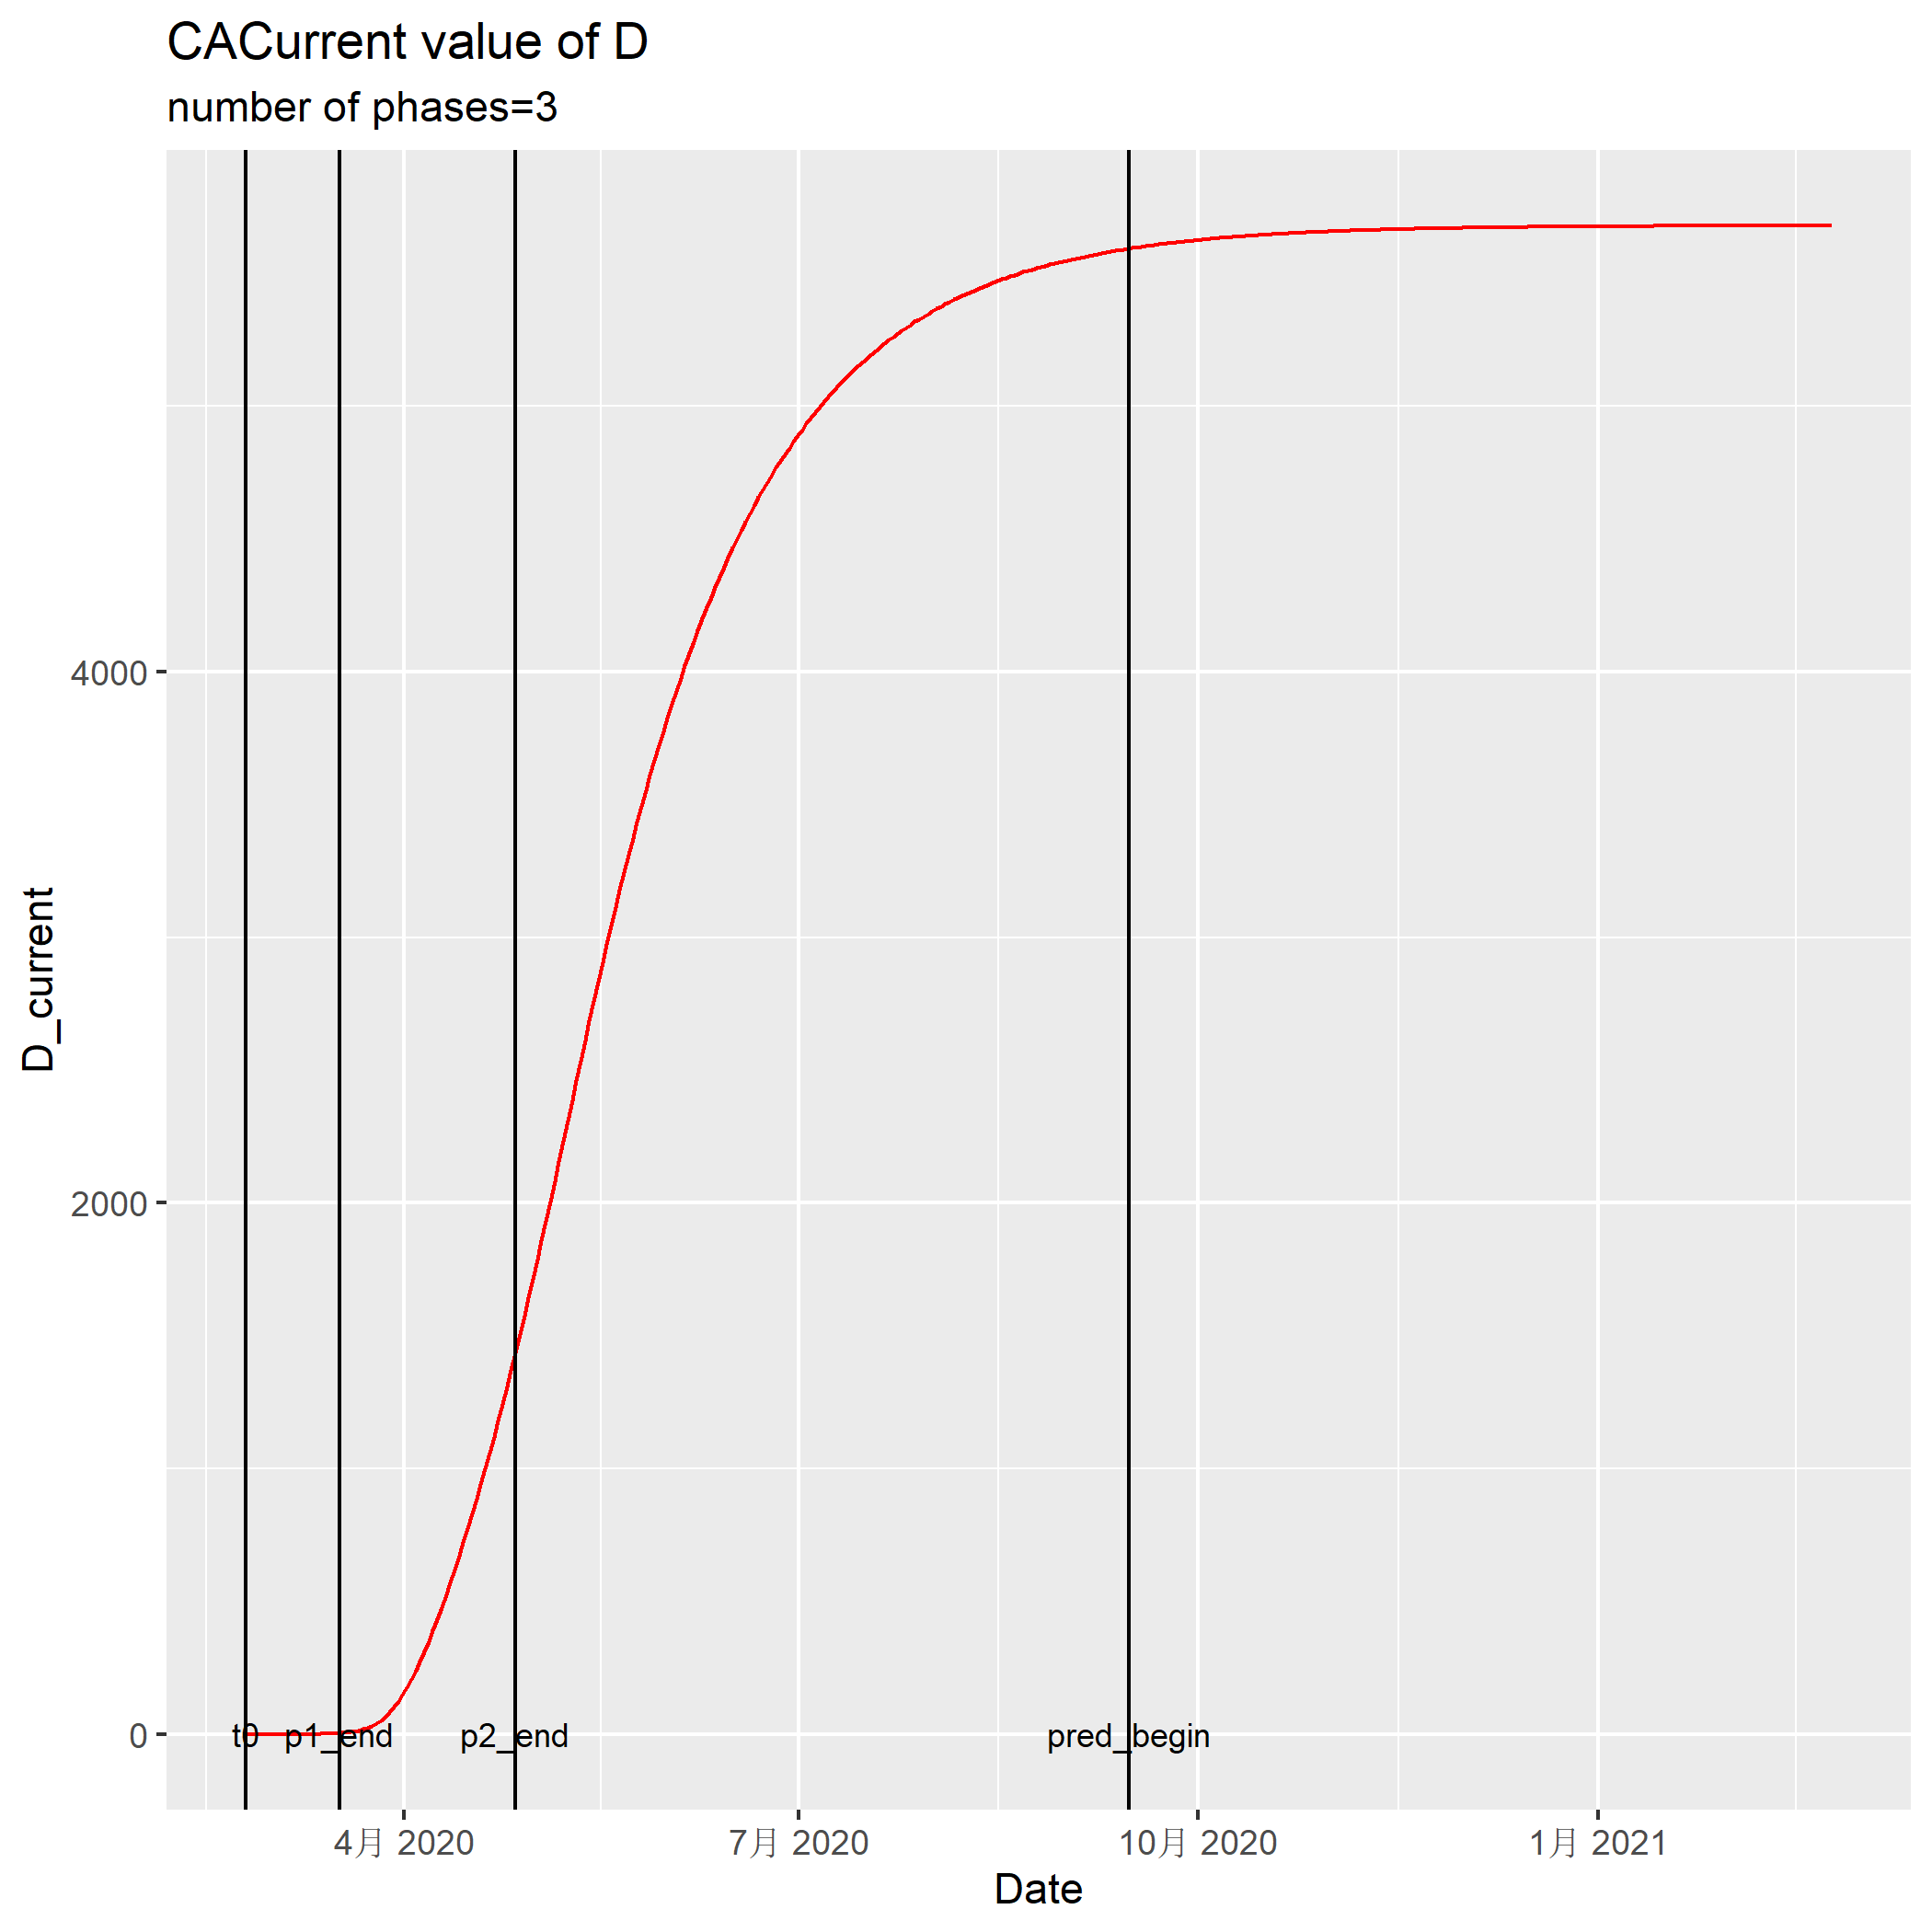 CACurrent value of D
number of phases=3
D_current
4000
2000
0
t0 p1_end p2_end pred_begin
4月 2020 7月 2020 10月 2020 1月 2021
Date